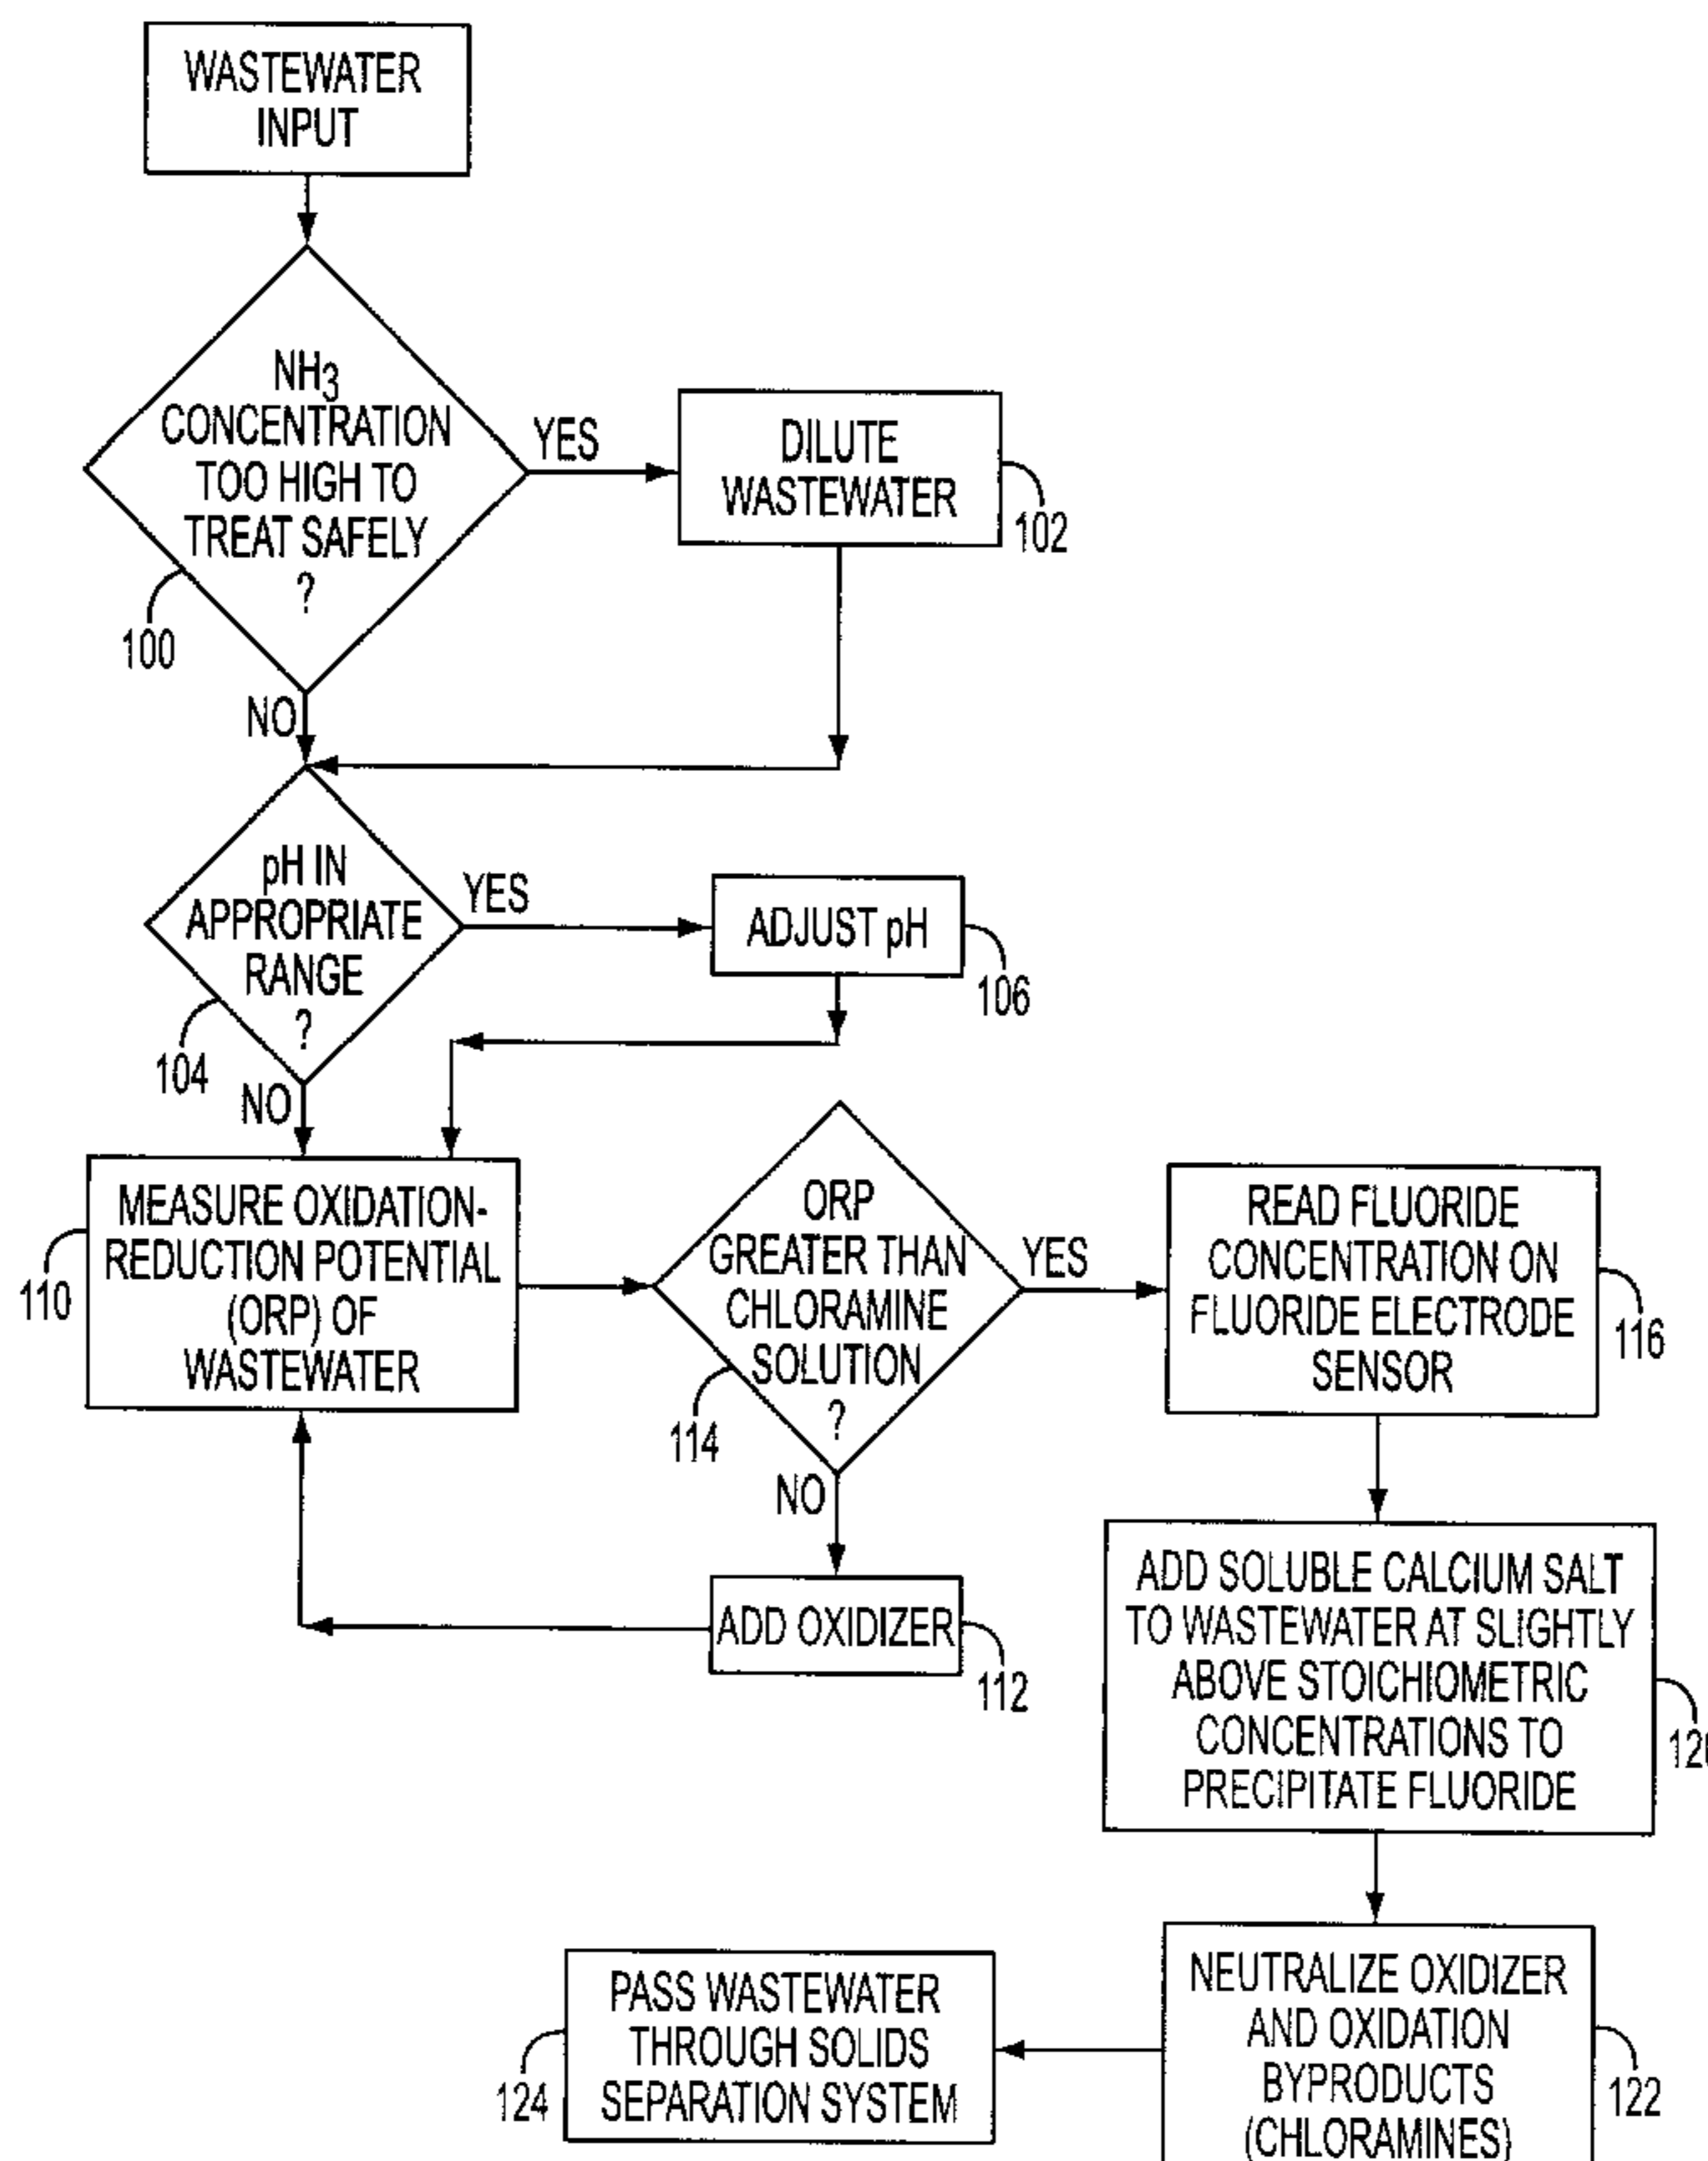 WASTEWATER
INPUT
NH3
CONCENTRATION
TOO HIGH TO
TREAT SAFELY
?
100
YES
DILUTE
WASTEWATER
102
NO
pH IN
APPROPRIATE
RANGE
?
104
YES
ADJUST pH
106
NO
MEASURE OXIDATION-
REDUCTION POTENTIAL
(ORP) OF
WASTEWATER
110
ORP
GREATER THAN
CHLORAMINE
SOLUTION
?
114
YES
READ FLUORIDE
CONCENTRATION ON
FLUORIDE ELECTRODE
SENSOR
116
NO
ADD OXIDIZER
112
ADD SOLUBLE CALCIUM SALT
TO WASTEWATER AT SLIGHTLY
ABOVE STOICHIOMETRIC
CONCENTRATIONS TO
PRECIPITATE FLUORIDE
NEUTRALIZE OXIDIZER
AND OXIDATION
BYPRODUCTS
(CHLORAMINES)
122
PASS WASTEWATER
THROUGH SOLIDS
SEPARATION SYSTEM
124